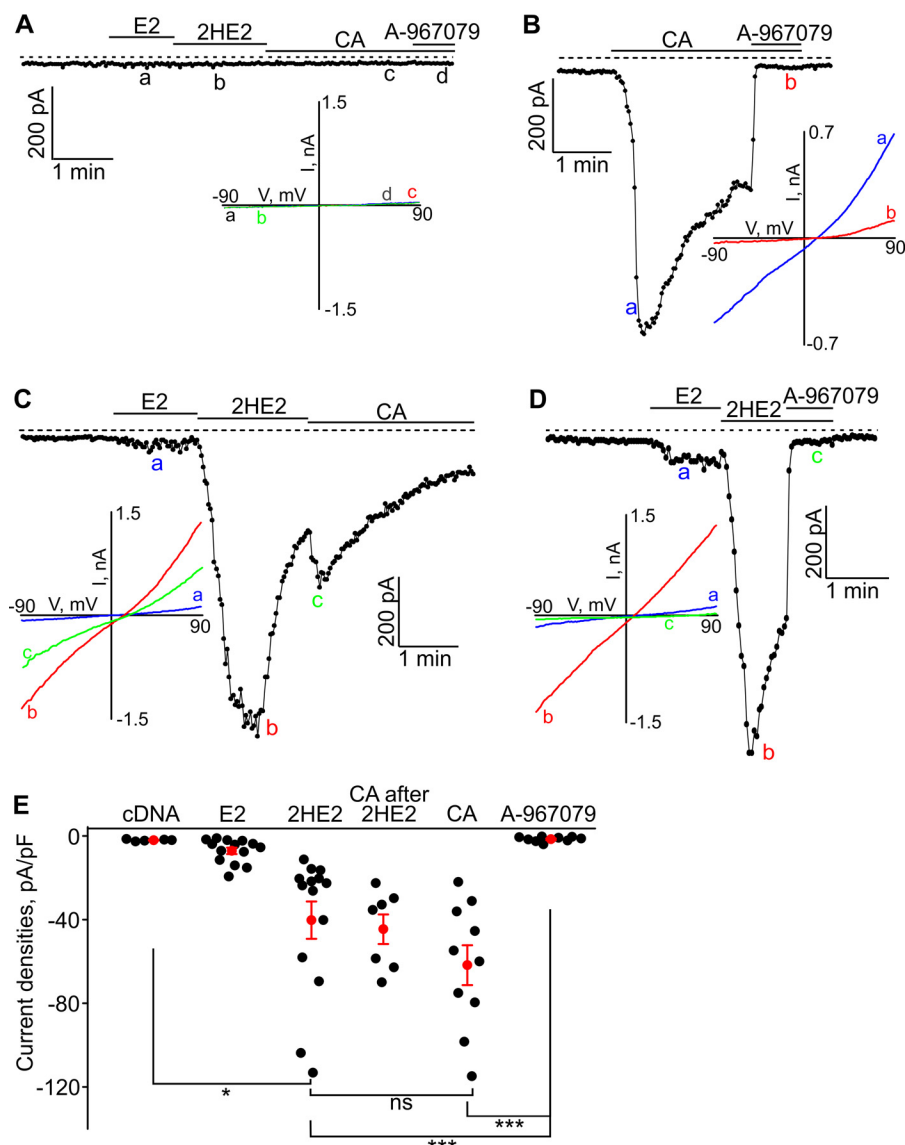 A
E2
2HE2
CA
A-967079
a
b
c
d
200 pA
1 min
1.5
I, nA
-90
V, mV
d
c
a
b
90
-1.5
B
CA
A-967079
b
200 pA
1 min
0.7
a
I, nA
b
V, mV
-90
90
a
-0.7
C
E2
2HE2
CA
a
1.5
I, nA
-90
V, mV
a
90
c
b
-1.5
c
200 pA
1 min
b
D
E2
2HE2
A-967079
a
c
1.5
I, nA
-90
V, mV
a
c
90
b
-1.5
200 pA
1 min
b
E
CA after
cDNA
E2
2HE2
2HE2
CA
A-967079
Current densities, pA/pF
0
-40
-80
-120
*
ns
***
***